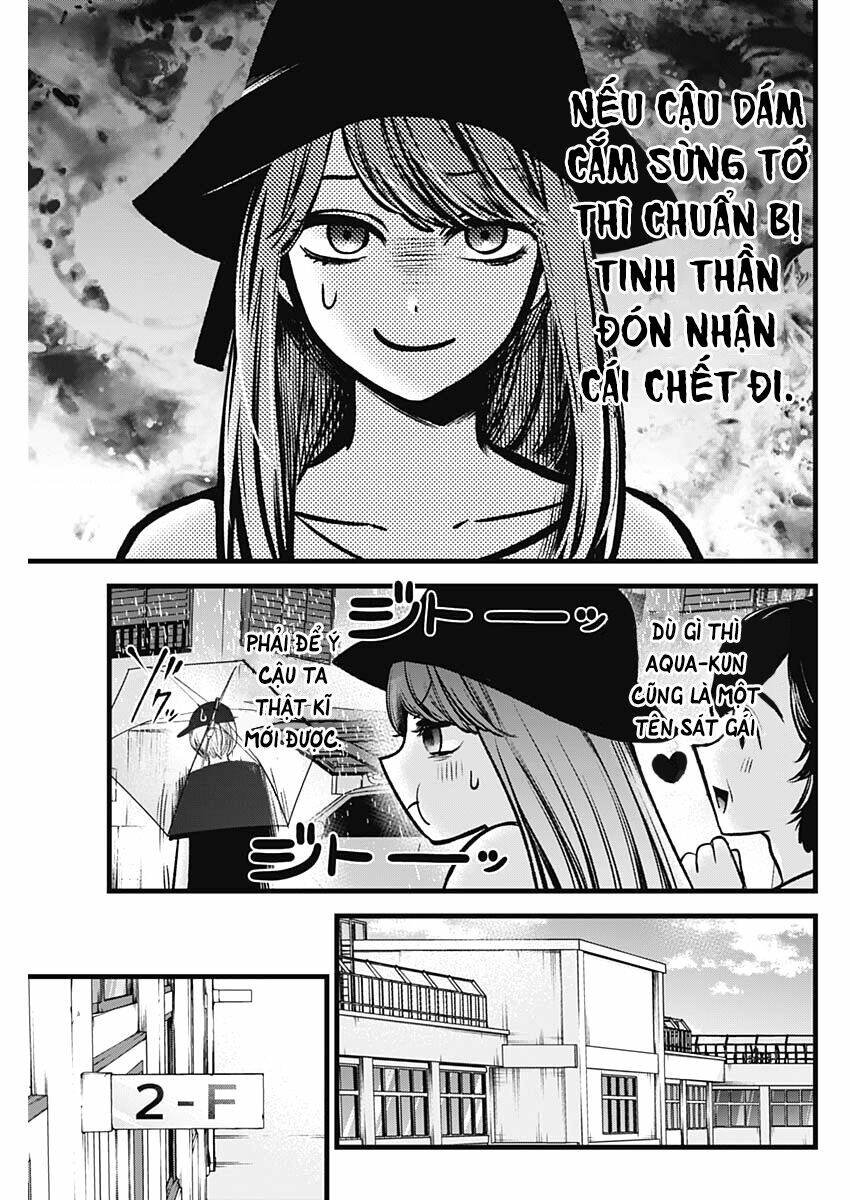 NẾU CẬU DÁM
CẮM SỪNG TỚ
THÌ CHUẨN BỊ
TINH THẦN
ĐÓN NHẬN
CÁI CHẾT ĐI.
ジトーーッ
DÙ GÌ THÌ
AQUA-KUN
CŨNG LÀ MỘT
TÊN SÁT GÁI
PHẢI ĐỂ Ý
CẬU TA
THẬT KĨ
MỚI ĐƯỢC.
ジトーーッ
2-F